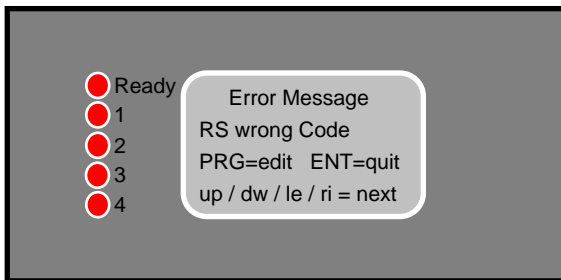 Ready
1
2
3
4
Error Message
RS wrong Code
PRG=edit   ENT=quit
up / dw / le / ri = next